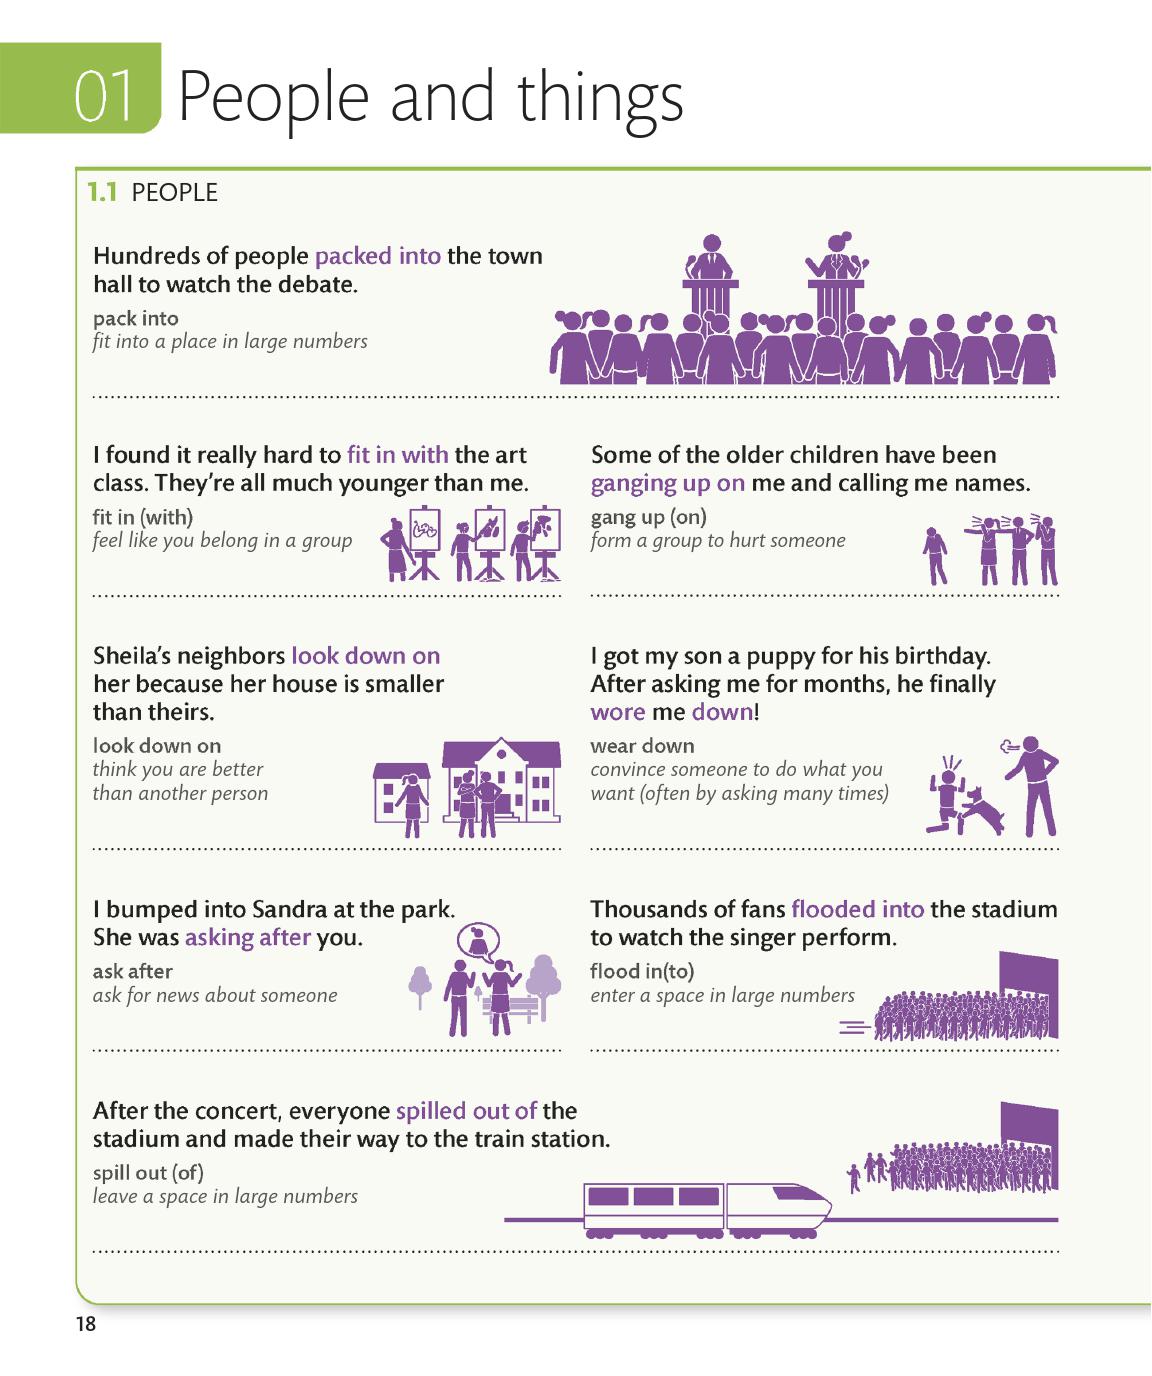 01 People and things
1.1 PEOPLE
Hundreds of people packed into the town
hall to watch the debate.
pack into
fit into a place in large numbers
I found it really hard to fit in with the art
class. They're all much younger than me.
fit in (with)
feel like you belong in a group
Some of the older children have been
ganging up on me and calling me names.
gang up (on)
form a group to hurt someone
Sheila's neighbors look down on
her because her house is smaller
than theirs.
look down on
think you are better
than another person
I got my son a puppy for his birthday.
After asking me for months, he finally
wore me down!
wear down
convince someone to do what you
want (often by asking many times)
I bumped into Sandra at the park.
She was asking after you.
ask after
ask for news about someone
Thousands of fans flooded into the stadium
to watch the singer perform.
flood in(to)
enter a space in large numbers
After the concert, everyone spilled out of the
stadium and made their way to the train station.
spill out (of)
leave a space in large numbers
18